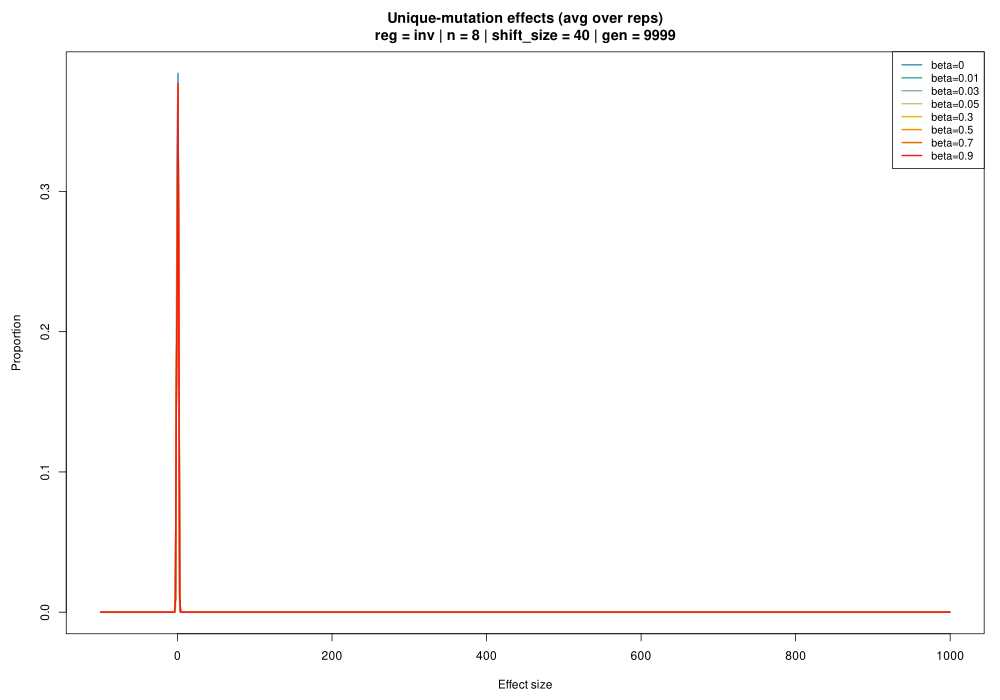 Unique-mutation effects (avg over reps)
reg = inv | n = 8 | shift_size = 40 | gen = 9999
beta=0
beta=0.01
beta=0.03
beta=0.05
beta=0.3
beta=0.5
beta=0.7
beta=0.9
Proportion
0.3
0.2
0.1
0.0
0
200
400
600
800
1000
Effect size